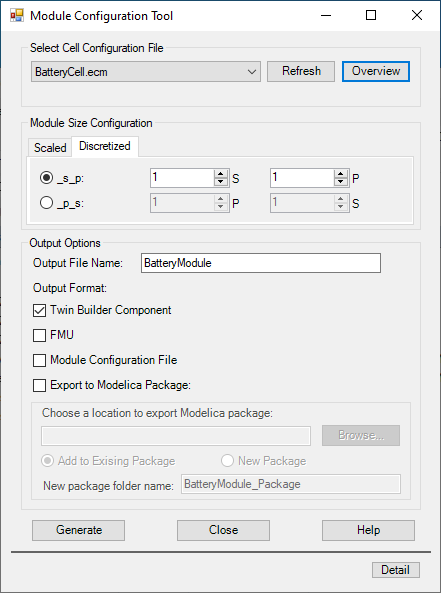 Module Configuration Tool
Select Cell Configuration File
BatteryCell.ecm
Refresh
Overview
Module Size Configuration
Scaled
Discretized
_s_p:
1
S
1
P
_p_s:
1
P
1
S
Output Options
Output File Name:
BatteryModule
Output Format:
Twin Builder Component
FMU
Module Configuration File
Export to Modelica Package:
Choose a location to export Modelica package:
Browse...
Add to Exising Package
New Package
New package folder name:
BatteryModule_Package
Generate
Close
Help
Detail